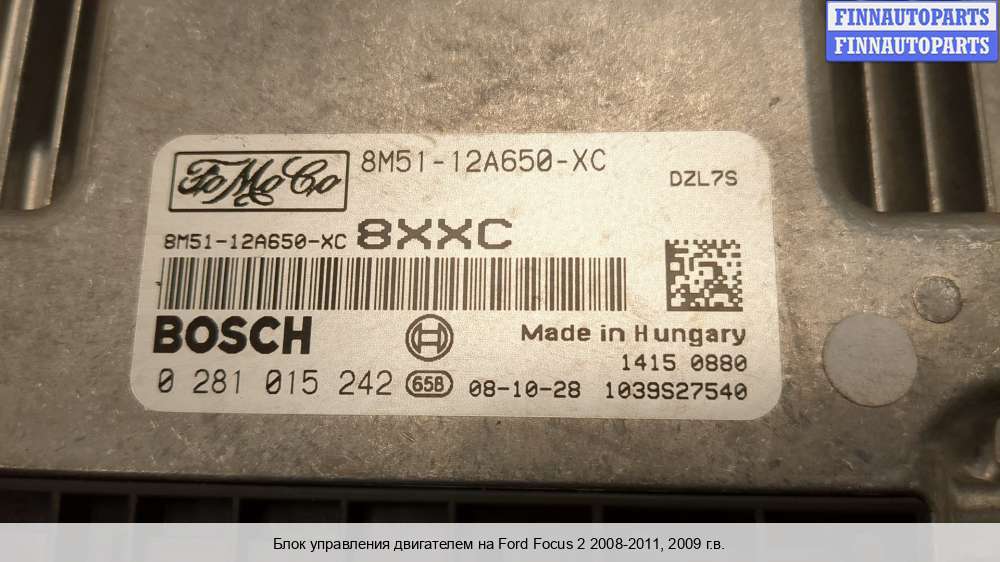 FINNAUTOPARTS
FINNAUTOPARTS
FoMoCo 8M51-12A650-XC
DZL7S
8M51-12A650-XC 8XXC
BOSCH
Made in Hungary
1415 0880
0 281 015 242 65B 08-10-28 1039S27540
Блок управления двигателем на Ford Focus 2 2008-2011, 2009 г.в.